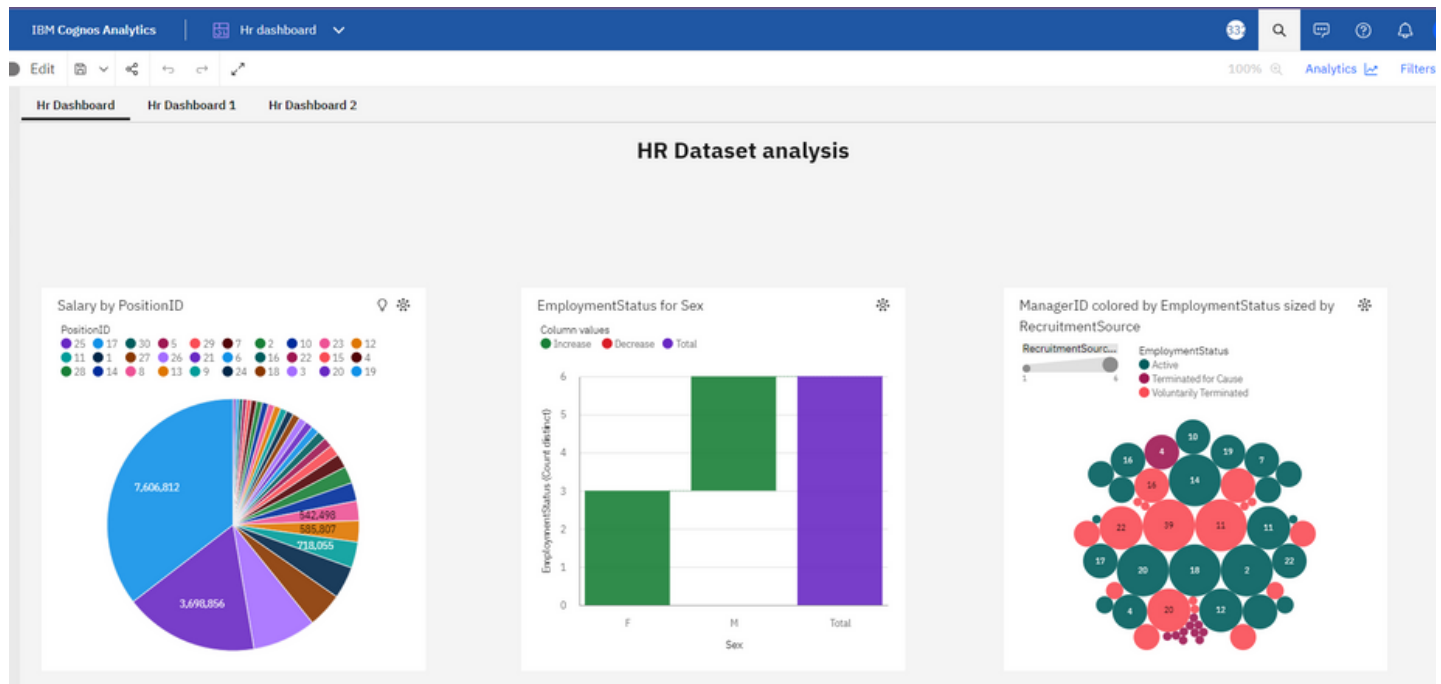 IBM Cognos Analytics Hr dashboard
Edit 100% Analytics Filters
Hr Dashboard Hr Dashboard 1 Hr Dashboard 2
HR Dataset analysis
Salary by PositionID
PositionID
25 17 30 5 29 7 2 10 23 12
11 1 27 26 21 6 16 22 15 4
28 14 8 13 9 24 18 3 20 19
7,606,812
542,498
585,807
718,055
3,698,856
EmploymentStatus for Sex
Column values
Increase Decrease Total
EmploymentStatus (Count distinct)
6
5
4
3
2
1
0
F M Total
Sex
ManagerID colored by EmploymentStatus sized by
RecruitmentSource
RecruitmentSourc...
1 6
EmploymentStatus
Active
Terminated for Cause
Voluntarily Terminated
10
16 4 19 7
16 14
22 39 11 11
17 20 18 2 22
4 20 12